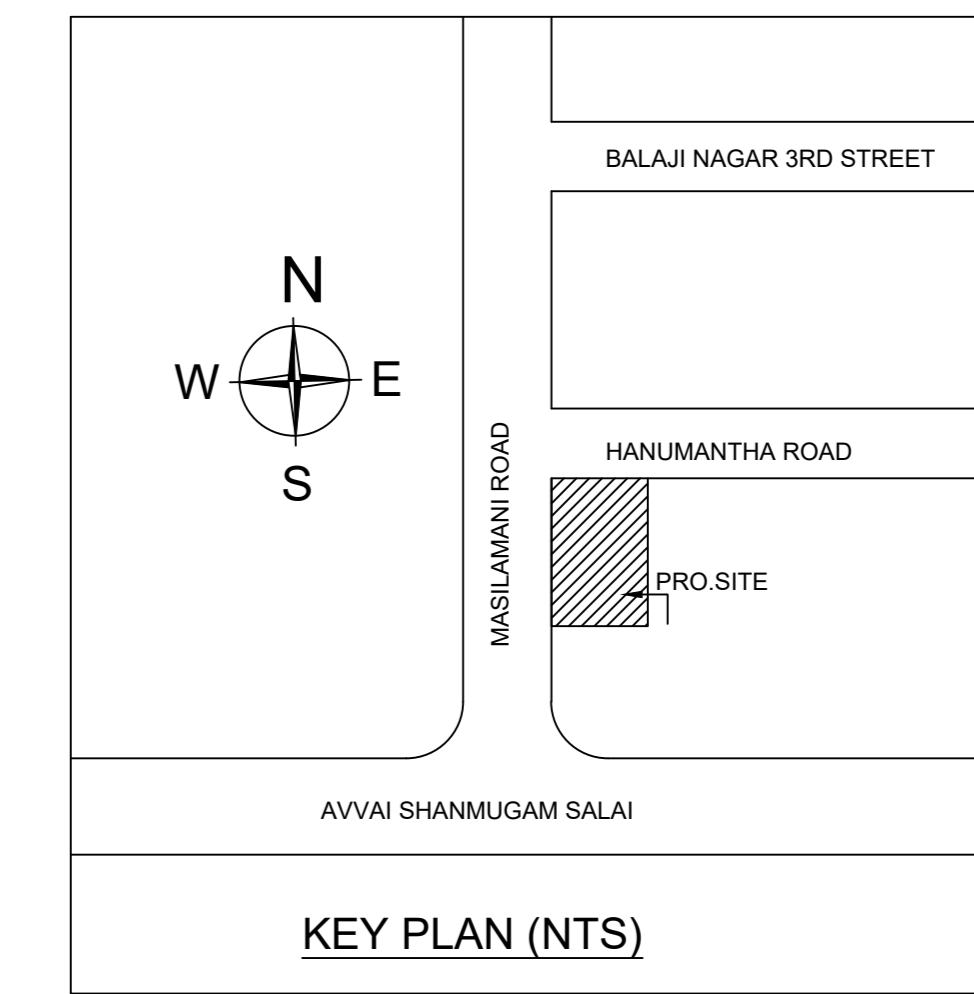 BALAJI NAGAR 3RD STREET
N
W
E
S
HANUMANTHA ROAD
MASILAMANI ROAD
PRO.SITE
AVVAI SHANMUGAM SALAI
KEY PLAN (NTS)